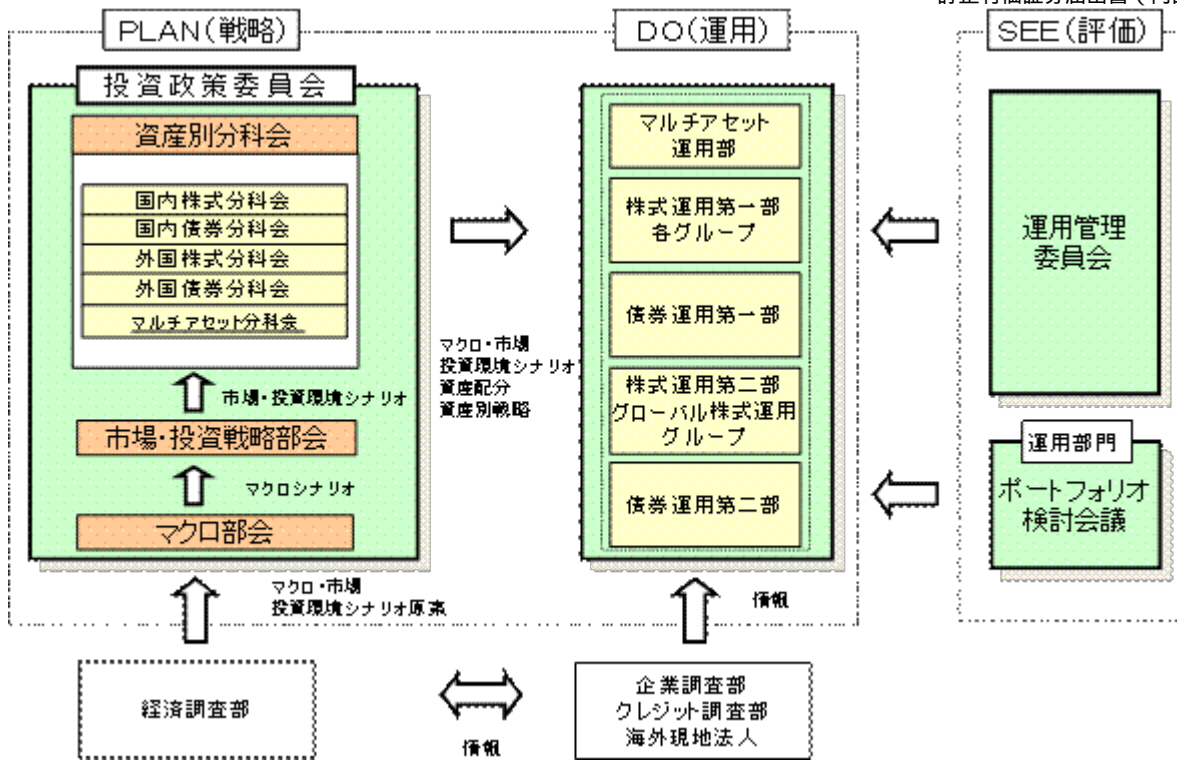 PLAN(戦略)
投資政策委員会
資産別分科会
国内株式分科会
国内債券分科会
外国株式分科会
外国債券分科会
マルチアセット分科会
市場・投資環境シナリオ
市場・投資戦略部会
マクロシナリオ
マクロ部会
マクロ・市場
投資環境シナリオ原案
経済調査部
マクロ・市場
投資環境シナリオ
資産配分
資産別戦略
情報
DO(運用)
マルチアセット
運用部
株式運用第一部
各グループ
債券運用第一部
株式運用第二部
グローバル株式運用
グループ
債券運用第二部
情報
企業調査部
クレジット調査部
海外現地法人
SEE(評価)
運用管理
委員会
運用部門
ポートフォリオ
検討会議